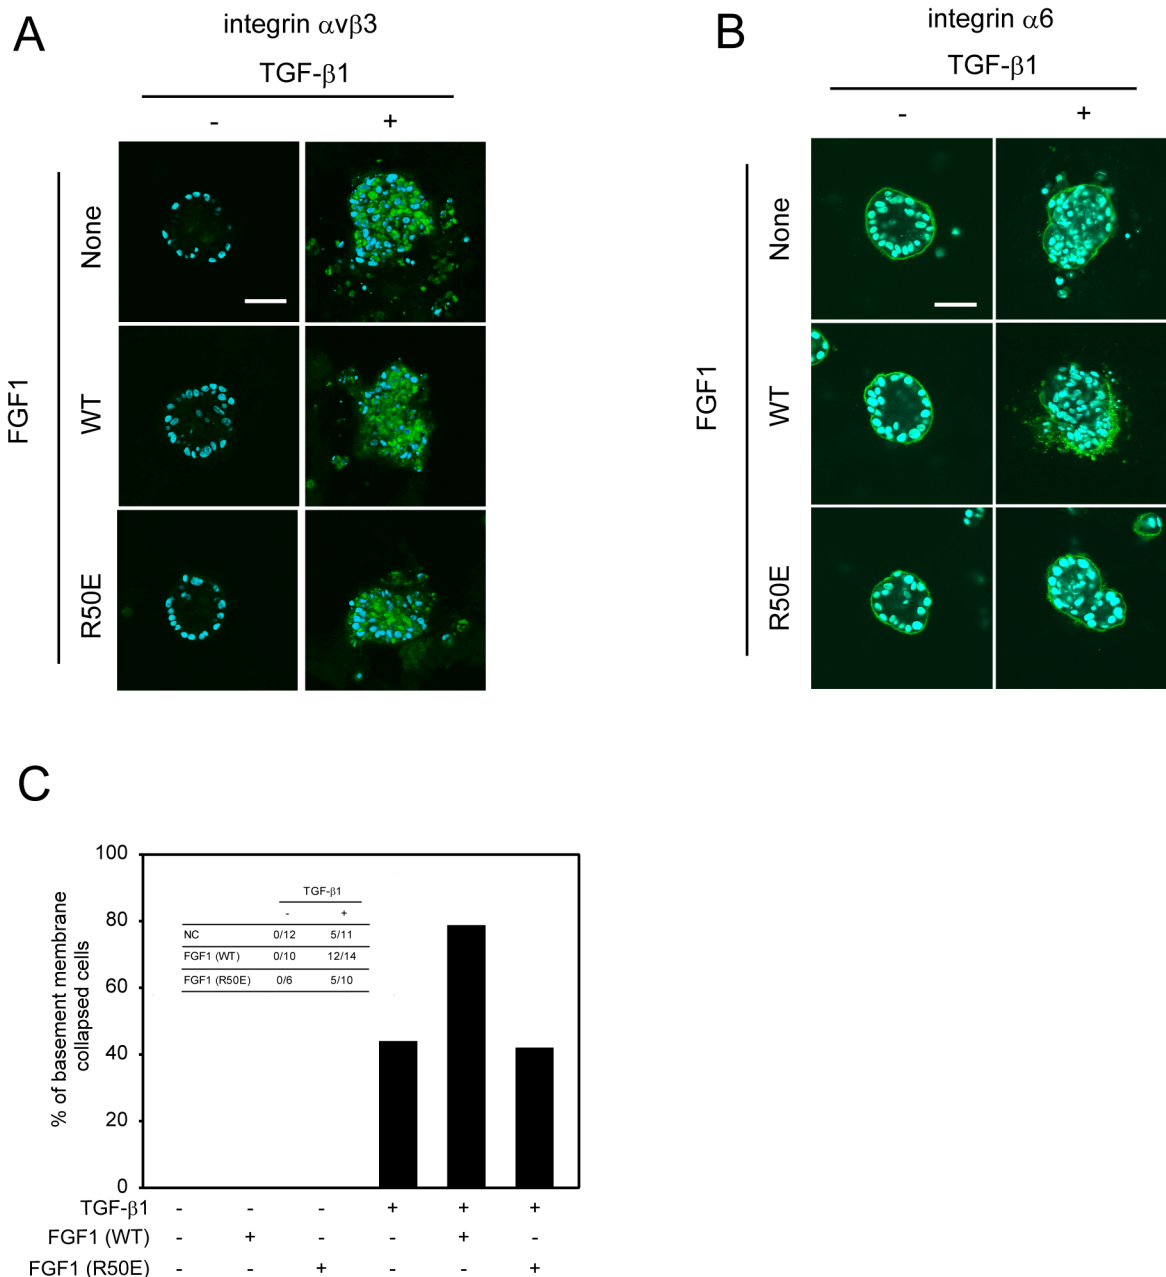 A
integrin αvβ3
TGF-β1
- +
None
WT
R50E
FGF1
B
integrin α6
TGF-β1
- +
None
WT
R50E
FGF1
C
% of basement membrane
collapsed cells
100
80
60
40
20
0
TGF-β1
- +
NC 0/12 5/11
FGF1 (WT) 0/10 12/14
FGF1 (R50E) 0/6 5/10
TGF-β1 - - - + + +
FGF1 (WT) - + - - + -
FGF1 (R50E) - - + - - +